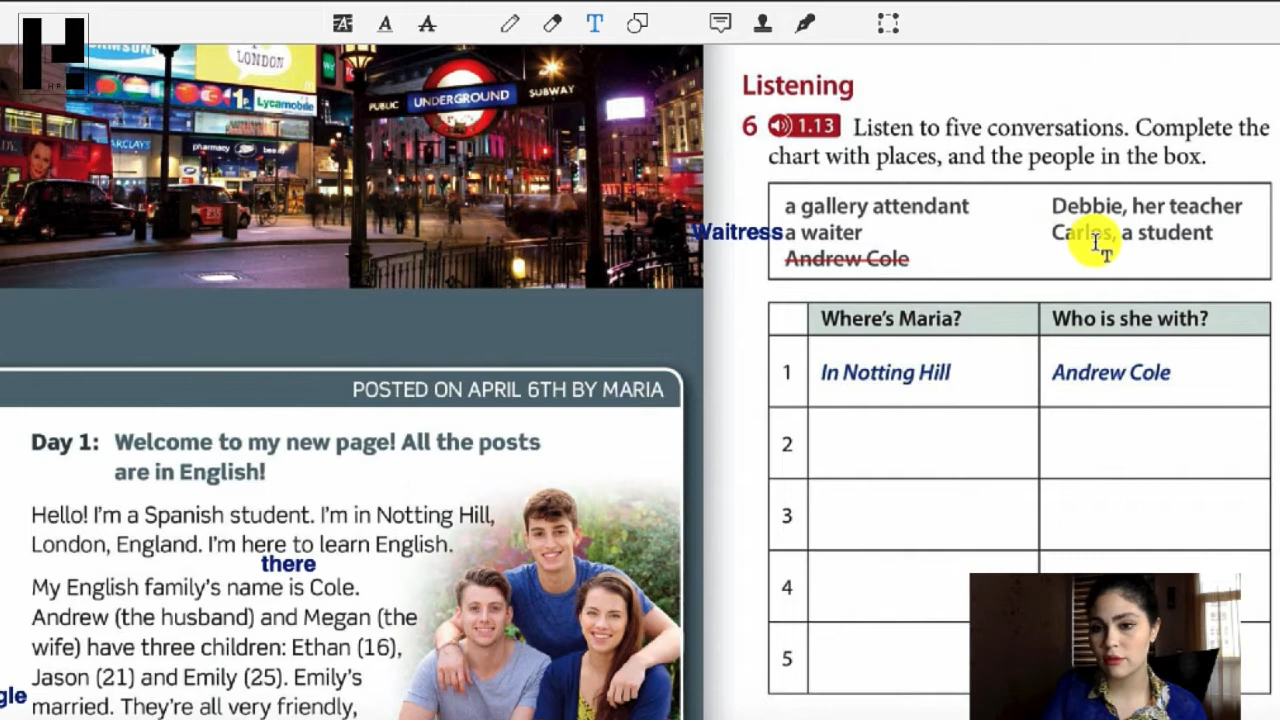 HP
SAMSUNG
LONDON
1P
Lycamobile
BARCLAYS
pharmacy
PUBLIC
UNDERGROUND
SUBWAY
POSTED ON APRIL 6TH BY MARIA
Day 1: Welcome to my new page! All the posts
are in English!
Hello! I'm a Spanish student. I'm in Notting Hill,
London, England. I'm here to learn English.
there
My English family's name is Cole.
Andrew (the husband) and Megan (the
wife) have three children: Ethan (16),
Jason (21) and Emily (25). Emily's
gle
married. They're all very friendly,
Listening
6 1.13 Listen to five conversations. Complete the
chart with places, and the people in the box.
a gallery attendant Debbie, her teacher
Waitress a waiter Carlos, a student
Andrew Cole
Where's Maria? Who is she with?
1 In Notting Hill Andrew Cole
2
3
4
5